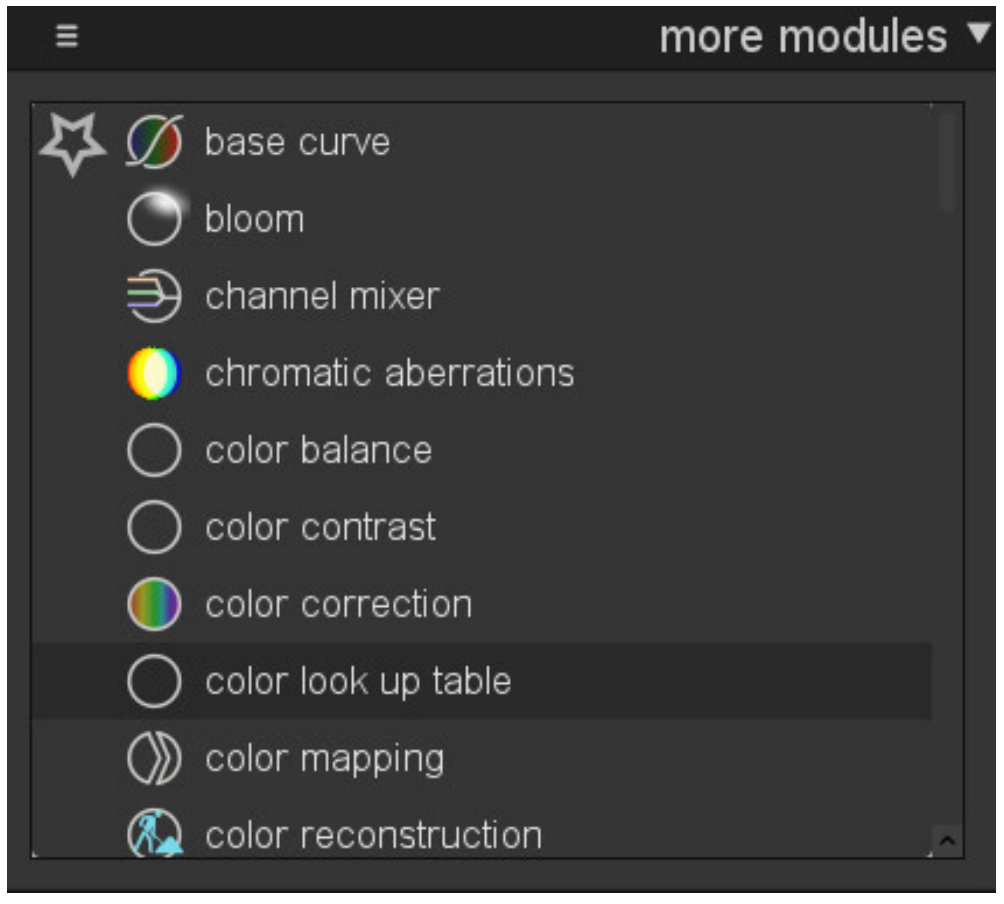 more modules
base curve
bloom
channel mixer
chromatic aberrations
color balance
color contrast
color correction
color look up table
color mapping
color reconstruction